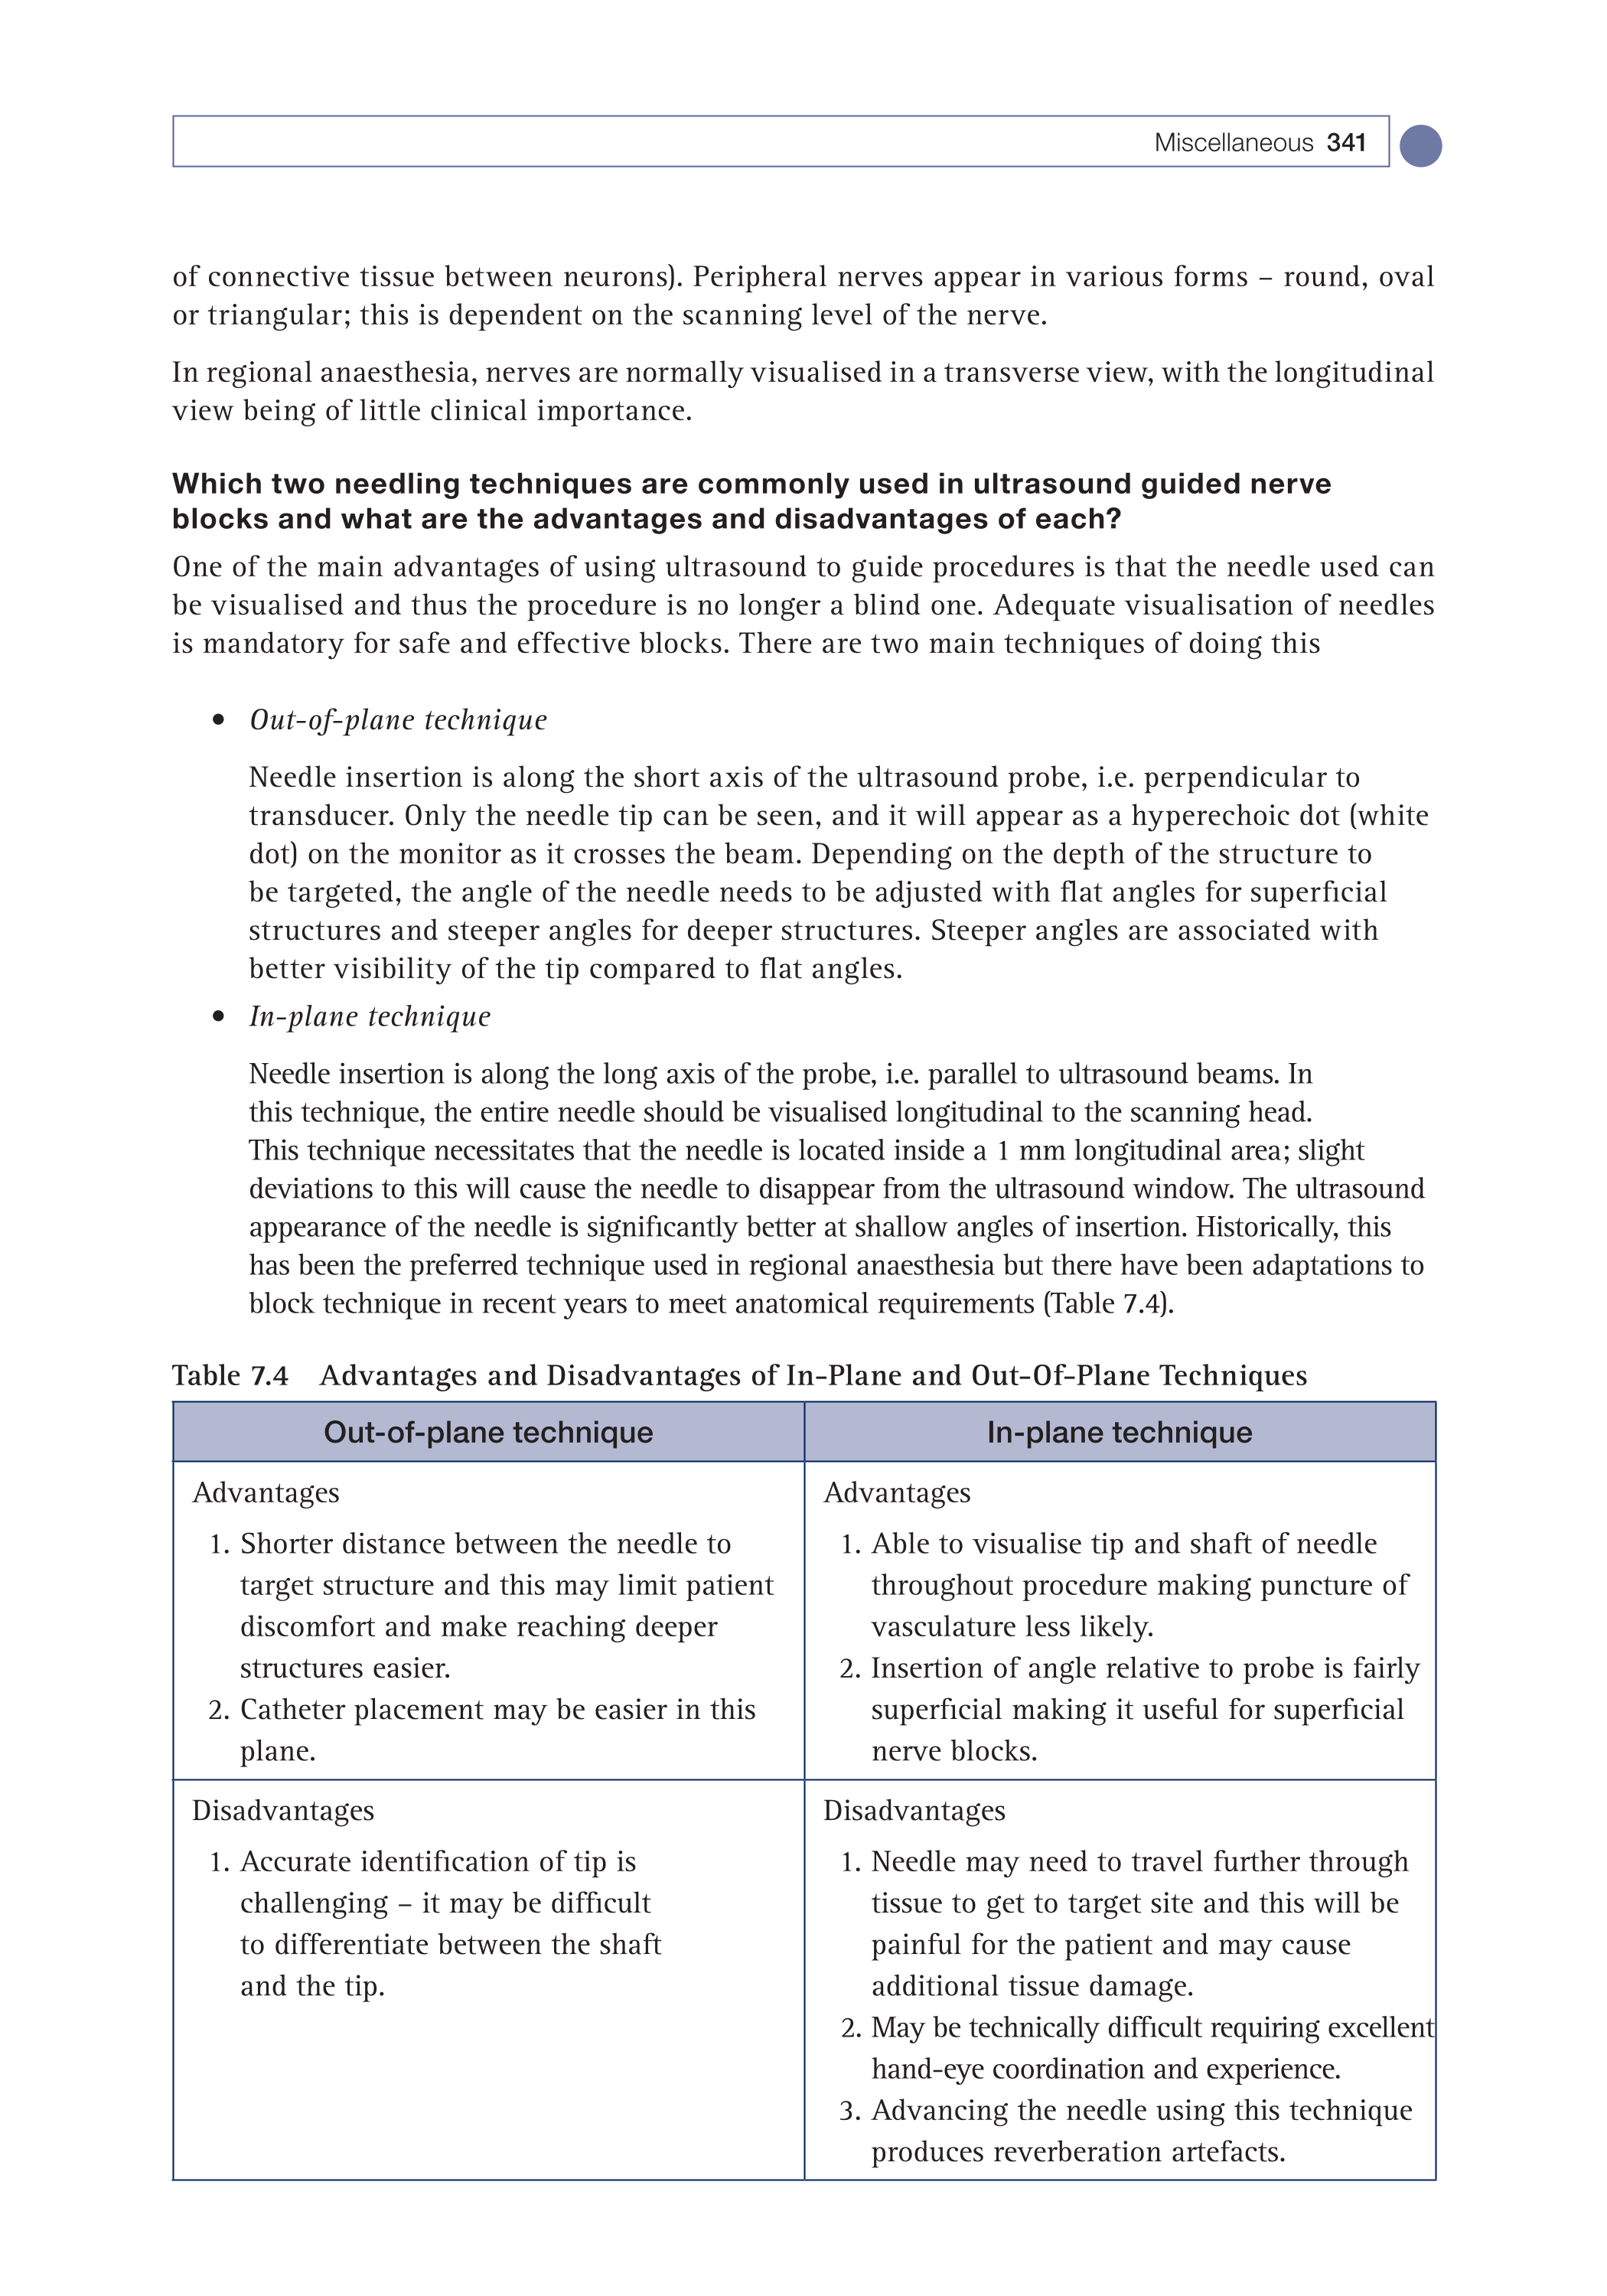 Miscellaneous 341
of connective tissue between neurons). Peripheral nerves appear in various forms – round, oval
or triangular; this is dependent on the scanning level of the nerve.
In regional anaesthesia, nerves are normally visualised in a transverse view, with the longitudinal
view being of little clinical importance.
Which two needling techniques are commonly used in ultrasound guided nerve
blocks and what are the advantages and disadvantages of each?
One of the main advantages of using ultrasound to guide procedures is that the needle used can
be visualised and thus the procedure is no longer a blind one. Adequate visualisation of needles
is mandatory for safe and effective blocks. There are two main techniques of doing this
• Out-of-plane technique
Needle insertion is along the short axis of the ultrasound probe, i.e. perpendicular to
transducer. Only the needle tip can be seen, and it will appear as a hyperechoic dot (white
dot) on the monitor as it crosses the beam. Depending on the depth of the structure to
be targeted, the angle of the needle needs to be adjusted with flat angles for superficial
structures and steeper angles for deeper structures. Steeper angles are associated with
better visibility of the tip compared to flat angles.
• In-plane technique
Needle insertion is along the long axis of the probe, i.e. parallel to ultrasound beams. In
this technique, the entire needle should be visualised longitudinal to the scanning head.
This technique necessitates that the needle is located inside a 1 mm longitudinal area; slight
deviations to this will cause the needle to disappear from the ultrasound window. The ultrasound
appearance of the needle is significantly better at shallow angles of insertion. Historically, this
has been the preferred technique used in regional anaesthesia but there have been adaptations to
block technique in recent years to meet anatomical requirements (Table 7.4).
Table 7.4 Advantages and Disadvantages of In-Plane and Out-Of-Plane Techniques
Out-of-plane technique
Advantages
1. Shorter distance between the needle to
target structure and this may limit patient
discomfort and make reaching deeper
structures easier.
2. Catheter placement may be easier in this
plane.
Disadvantages
1. Accurate identification of tip is
challenging – it may be difficult
to differentiate between the shaft
and the tip.
In-plane technique
Advantages
1. Able to visualise tip and shaft of needle
throughout procedure making puncture of
vasculature less likely.
2. Insertion of angle relative to probe is fairly
superficial making it useful for superficial
nerve blocks.
Disadvantages
1. Needle may need to travel further through
tissue to get to target site and this will be
painful for the patient and may cause
additional tissue damage.
2. May be technically difficult requiring excellent
hand-eye coordination and experience.
3. Advancing the needle using this technique
produces reverberation artefacts.